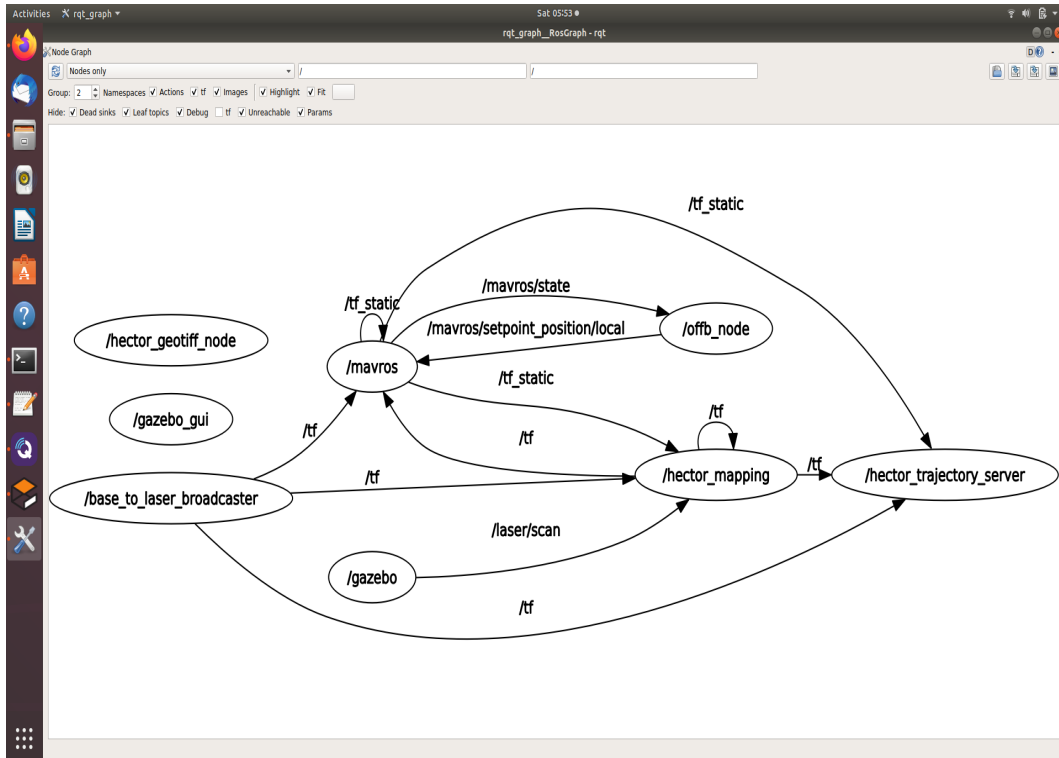 Activities
rqt_graph
Sat 05:53
rqt_graph__RosGraph - rqt
Node Graph
D
-
Nodes only
/
/
Group: 2 Namespaces Actions tf Images Highlight Fit
Hide: Dead sinks Leaf topics Debug tf Unreachable Params
/tf_static
/mavros/state
/tf_static
/mavros/setpoint_position/local
/offb_node
/hector_geotiff_node
/mavros
/tf_static
/gazebo_gui
/tf
/tf
/tf
/tf
/hector_mapping
/tf
/hector_trajectory_server
/base_to_laser_broadcaster
/laser/scan
/gazebo
/tf